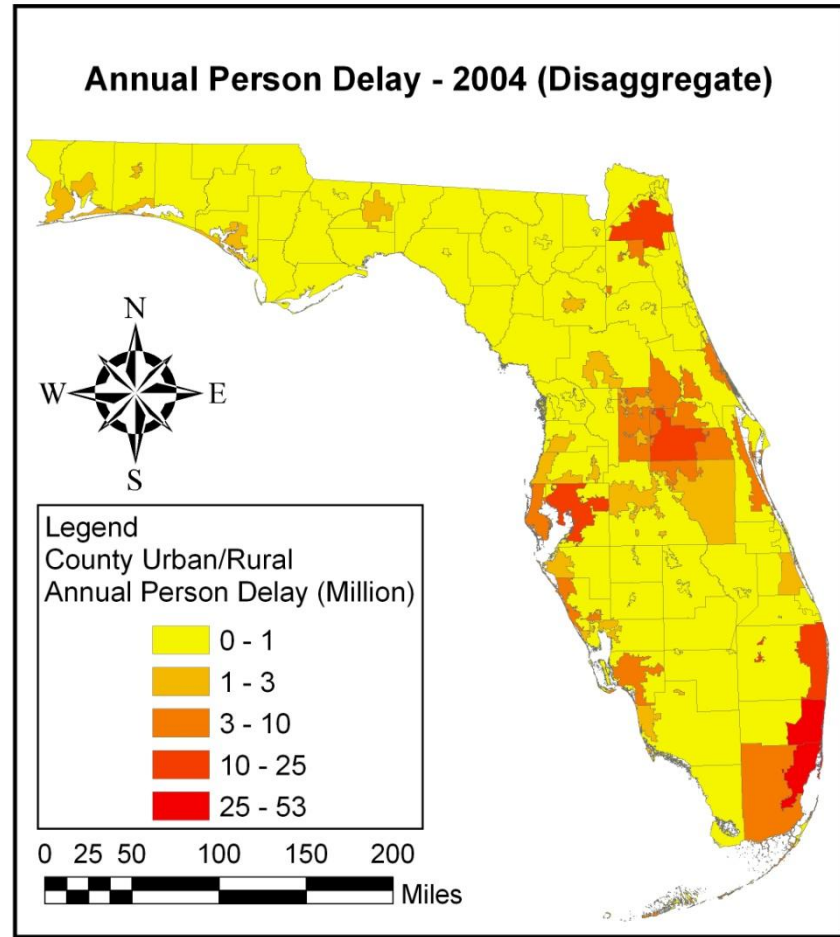 Annual Person Delay - 2004 (Disaggregate)
N
W
E
S
Legend
County Urban/Rural
Annual Person Delay (Million)
0 - 1
1 - 3
3 - 10
10 - 25
25 - 53
0 25 50 100 150 200
Miles